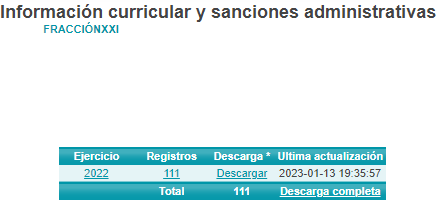 Información curricular y sanciones administrativas
FRACCIÓNXXI
Ejercicio Registros Descarga * Ultima actualización
2022 111 Descargar 2023-01-13 19:35:57
Total 111 Descarga completa